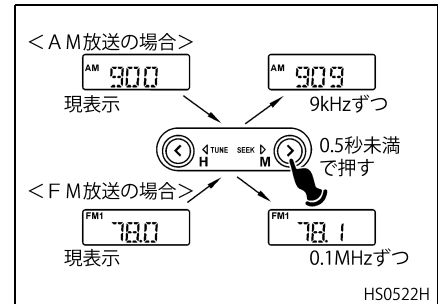 ＜AM放送の場合＞
AM 900
現表示
AM 909
9kHzずつ
＜ ◁TUNE SEEK▷ ＞
H M
0.5秒未満
で押す
＜FM放送の場合＞
FM1 78.0
現表示
FM1 78.1
0.1MHzずつ
HS0522H